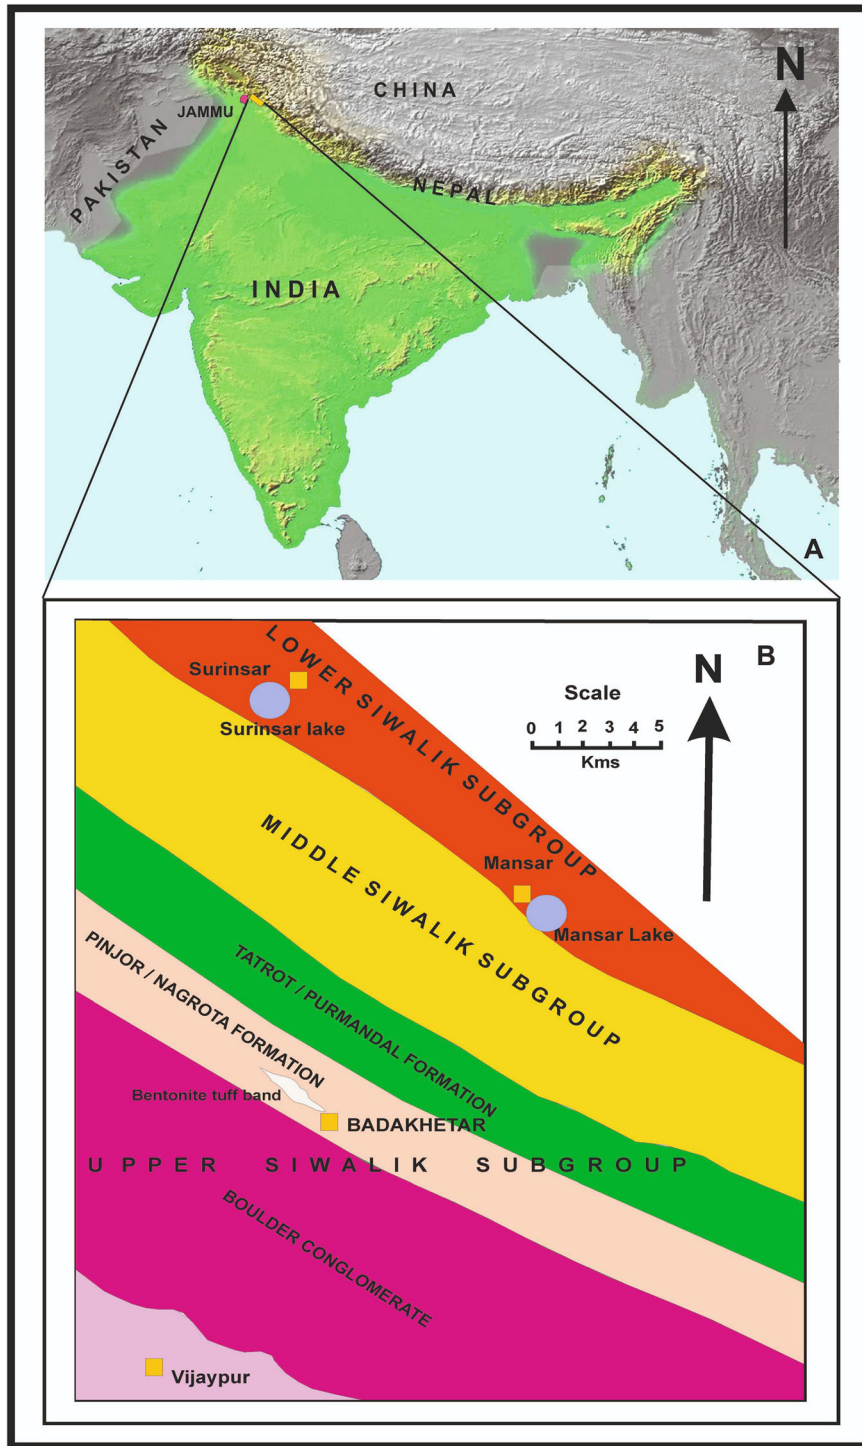 N
CHINA
JAMMU
PAKISTAN
NEPAL
INDIA
A
B
LOWER SIWALIK SUBGROUP
N
Surinsar
Scale
Surinsar lake
0 1 2 3 4 5
Kms
MIDDLE SIWALIK SUBGROUP
Mansar
Mansar Lake
PINJOR / NAGROTA FORMATION
TATROT / PURMANDAL FORMATION
Bentonite tuff band
BADAKHETAR
UPPER SIWALIK SUBGROUP
BOULDER CONGLOMERATE
Vijaypur